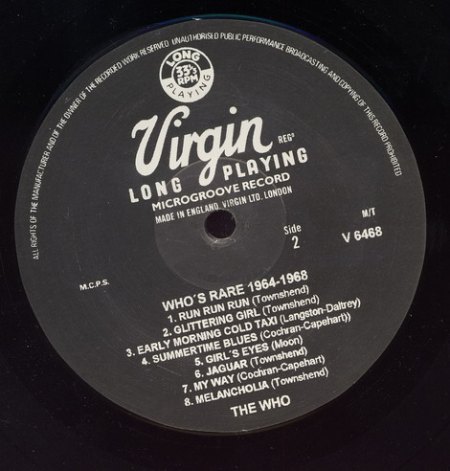 ALL RIGHTS OF THE MANUFACTURER AND OF THE OWNER OF THE RECORDED WORK RESERVED UNAUTHORISED PUBLIC PERFORMANCE BROADCASTING AND COPYING OF THIS RECORD PROHIBITED
LONG
33⅓
RPM
PLAYING
Virgin REGD
LONG PLAYING
MICROGROOVE RECORD
MADE IN ENGLAND, VIRGIN LTD. LONDON
Side
2
M/T
V 6468
M.C.P.S.
WHO'S RARE 1964-1968
1. RUN RUN RUN (Townshend)
2. GLITTERING GIRL (Townshend)
3. EARLY MORNING COLD TAXI (Langston-Daltrey)
4. SUMMERTIME BLUES (Cochran-Capehart))
5. GIRL'S EYES (Moon)
6. JAGUAR (Townshend)
7. MY WAY (Cochran-Capehart)
8. MELANCHOLIA (Townshend)
THE WHO